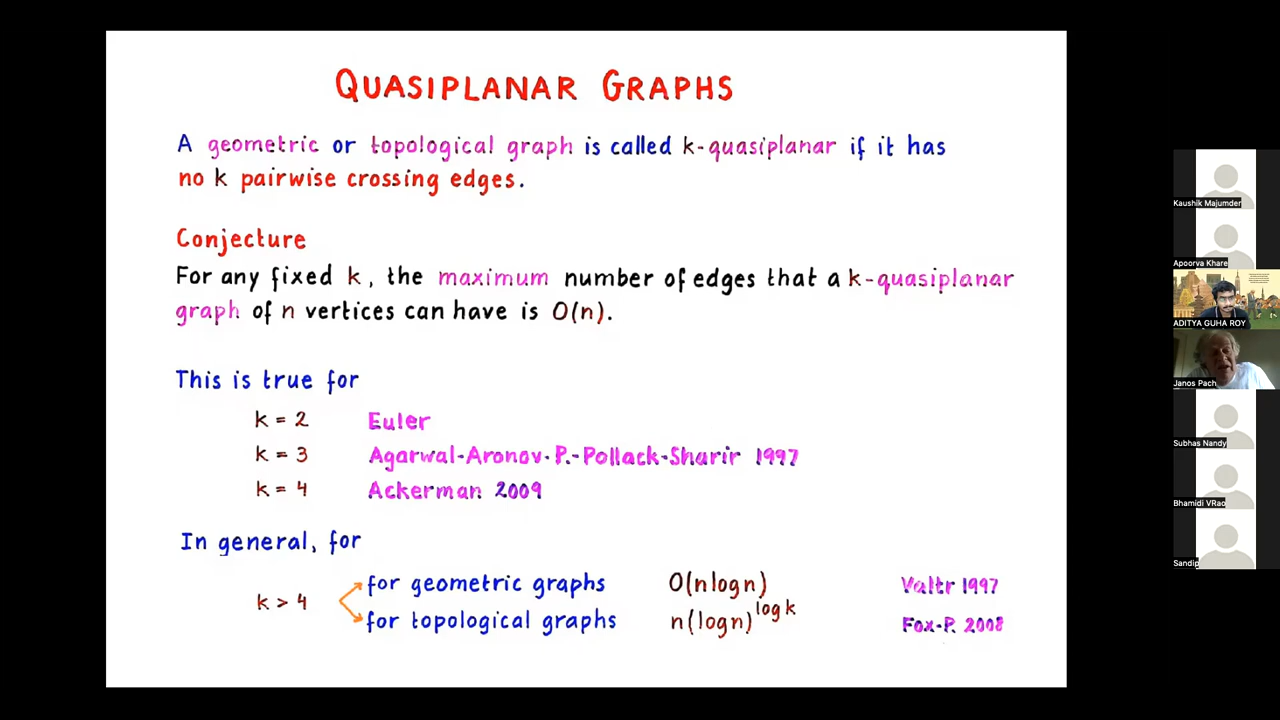 QUASIPLANAR GRAPHS
A geometric or topological graph is called k-quasiplanar if it has
no k pairwise crossing edges.
Conjecture
For any fixed k, the maximum number of edges that a k-quasiplanar
graph of n vertices can have is O(n).
This is true for
k = 2 Euler
k = 3 Agarwal-Aronov-P.-Pollack-Sharir 1997
k = 4 Ackerman 2009
In general, for
k > 4
for geometric graphs O(n log n) Valtr 1997
for topological graphs n(log n)^log k Fox-P. 2008
Kaushik Majumder
Apoorva Khare
ADITYA GUHA ROY
Janos Pach
Subhas Nandy
Bhamidi VRao
Sandip